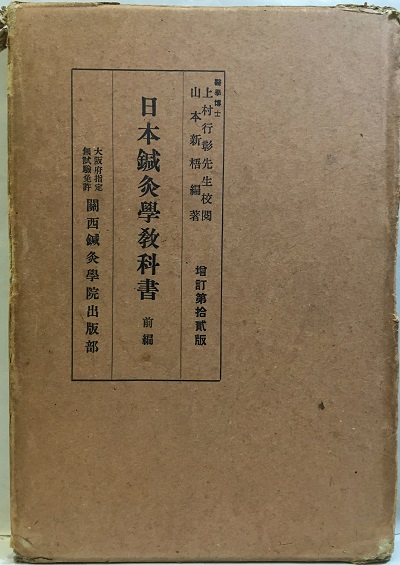 醫學博士
上村行彰先生校閲
山本新梧編著
增訂第拾貳版
日本鍼灸學敎科書 前編
大阪府指定
無試驗免許
關西鍼灸學院出版部